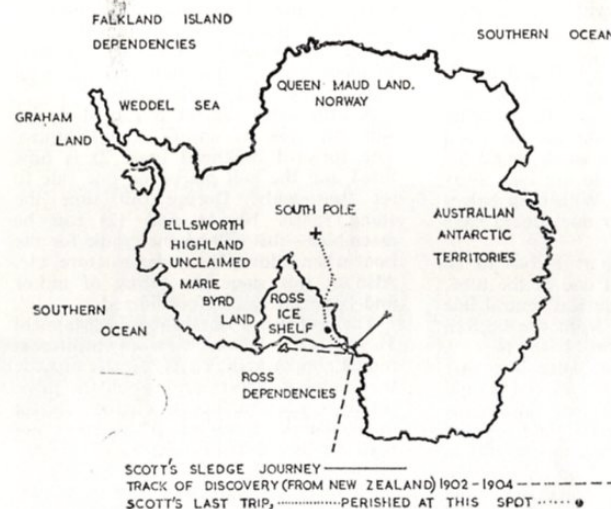 FALKLAND ISLAND
DEPENDENCIES
SOUTHERN OCEAN
WEDDEL SEA
QUEEN MAUD LAND.
NORWAY
GRAHAM
LAND
SOUTH POLE
ELLSWORTH
HIGHLAND
UNCLAIMED
MARIE
BYRD
LAND
AUSTRALIAN
ANTARCTIC
TERRITORIES
ROSS
ICE
SHELF
SOUTHERN
OCEAN
ROSS
DEPENDENCIES
SCOTT'S SLEDGE JOURNEY
TRACK OF DISCOVERY (FROM NEW ZEALAND) 1902-1904
SCOTT'S LAST TRIP, PERISHED AT THIS SPOT